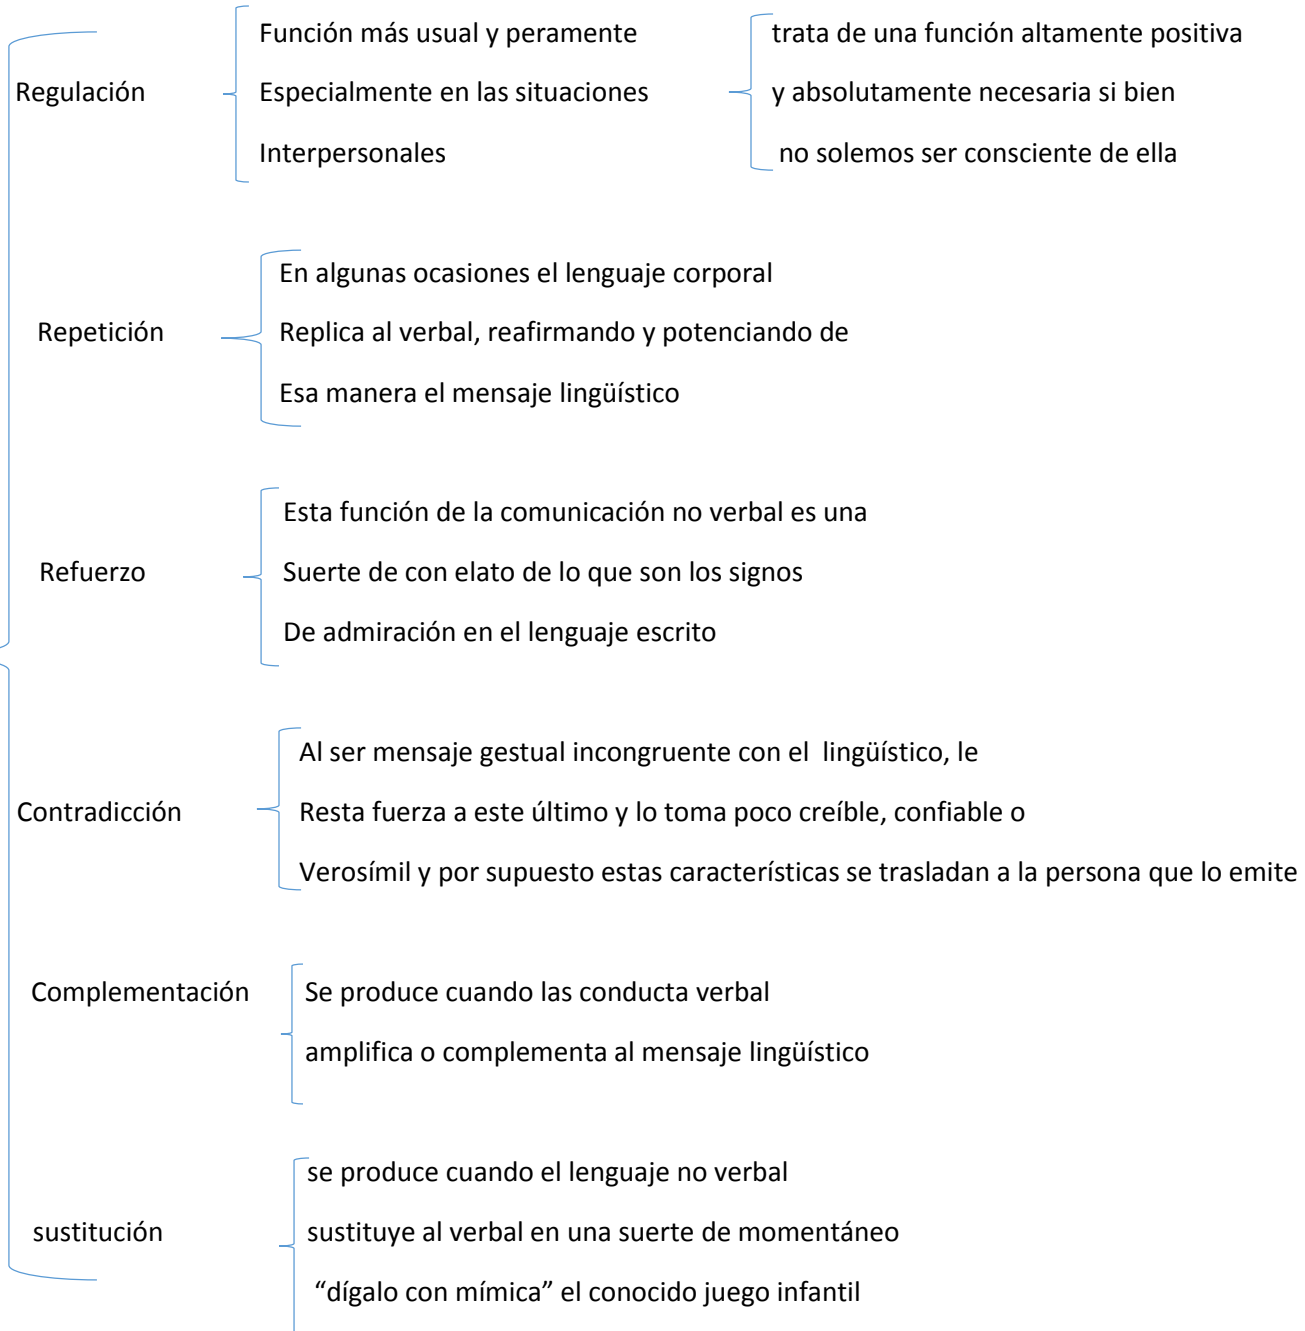 Regulación
Función más usual y peramente
Especialmente en las situaciones
Interpersonales
trata de una función altamente positiva
y absolutamente necesaria si bien
no solemos ser consciente de ella
Repetición
En algunas ocasiones el lenguaje corporal
Replica al verbal, reafirmando y potenciando de
Esa manera el mensaje lingüístico
Refuerzo
Esta función de la comunicación no verbal es una
Suerte de con elato de lo que son los signos
De admiración en el lenguaje escrito
Contradicción
Al ser mensaje gestual incongruente con el lingüístico, le
Resta fuerza a este último y lo toma poco creíble, confiable o
Verosímil y por supuesto estas características se trasladan a la persona que lo emite
Complementación
Se produce cuando las conducta verbal
amplifica o complementa al mensaje lingüístico
sustitución
se produce cuando el lenguaje no verbal
sustituye al verbal en una suerte de momentáneo
“dígalo con mímica” el conocido juego infantil